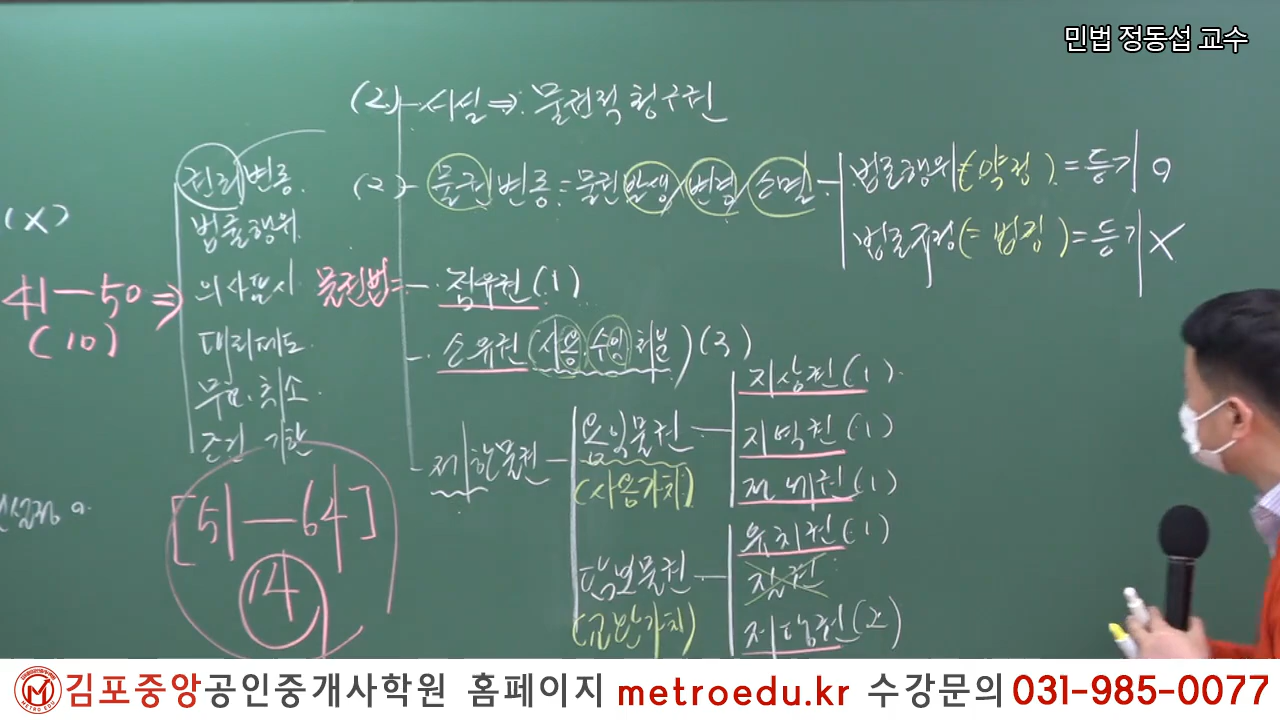 민법 정동섭 교수
(2) 시실 ⇒ 물권적 청구권
(2) 물권 변동 = 물권 발생 변경 소멸
법률행위 (약정) = 등기 O
법률규정 (= 법정) = 등기 X
(X)
41 — 50 ⇒
(10)
권리변동.
법률행위.
의사표시
대리제도.
무효. 취소.
조건 기한
물권법 =
점유권 (1)
소유권 (사용. 수익 처분) (3)
제한물권
용익물권
(사용가치)
지상권 (1).
지역권 (1)
전세권 (1)
담보물권
(교환가치)
유치권 (1)
질권
저당권 (2)
[51 — 64]
14
METRO EDU
김포중앙공인중개사학원 홈페이지 metroedu.kr 수강문의 031-985-0077